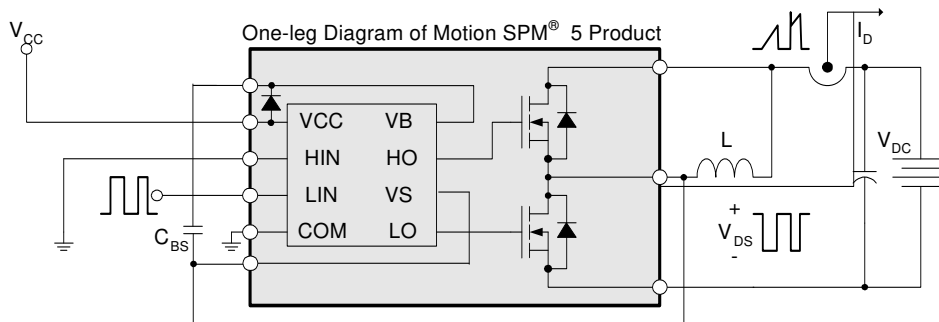 One-leg Diagram of Motion SPM® 5 Product
V_CC
I_D
VCC VB
HIN HO
LIN VS
COM LO
C_BS
L
V_DC
+
V_DS
-